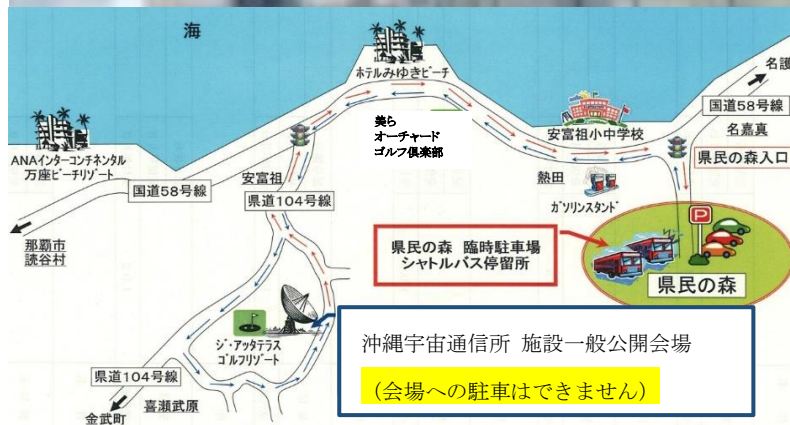 海
ホテルみゆきビーチ
名護
国道58号線
名嘉真
美ら
オーチャード
ゴルフ倶楽部
安富祖小中学校
県民の森入口
ANAインターコンチネンタル
万座ビーチリゾート
安富祖
熱田
ガソリンスタンド
国道58号線
県道104号線
P
那覇市
読谷村
県民の森 臨時駐車場
シャトルバス停留所
県民の森
沖縄宇宙通信所 施設一般公開会場
(会場への駐車はできません)
ジ・アッタテラス
ゴルフリゾート
県道104号線
喜瀬武原
金武町